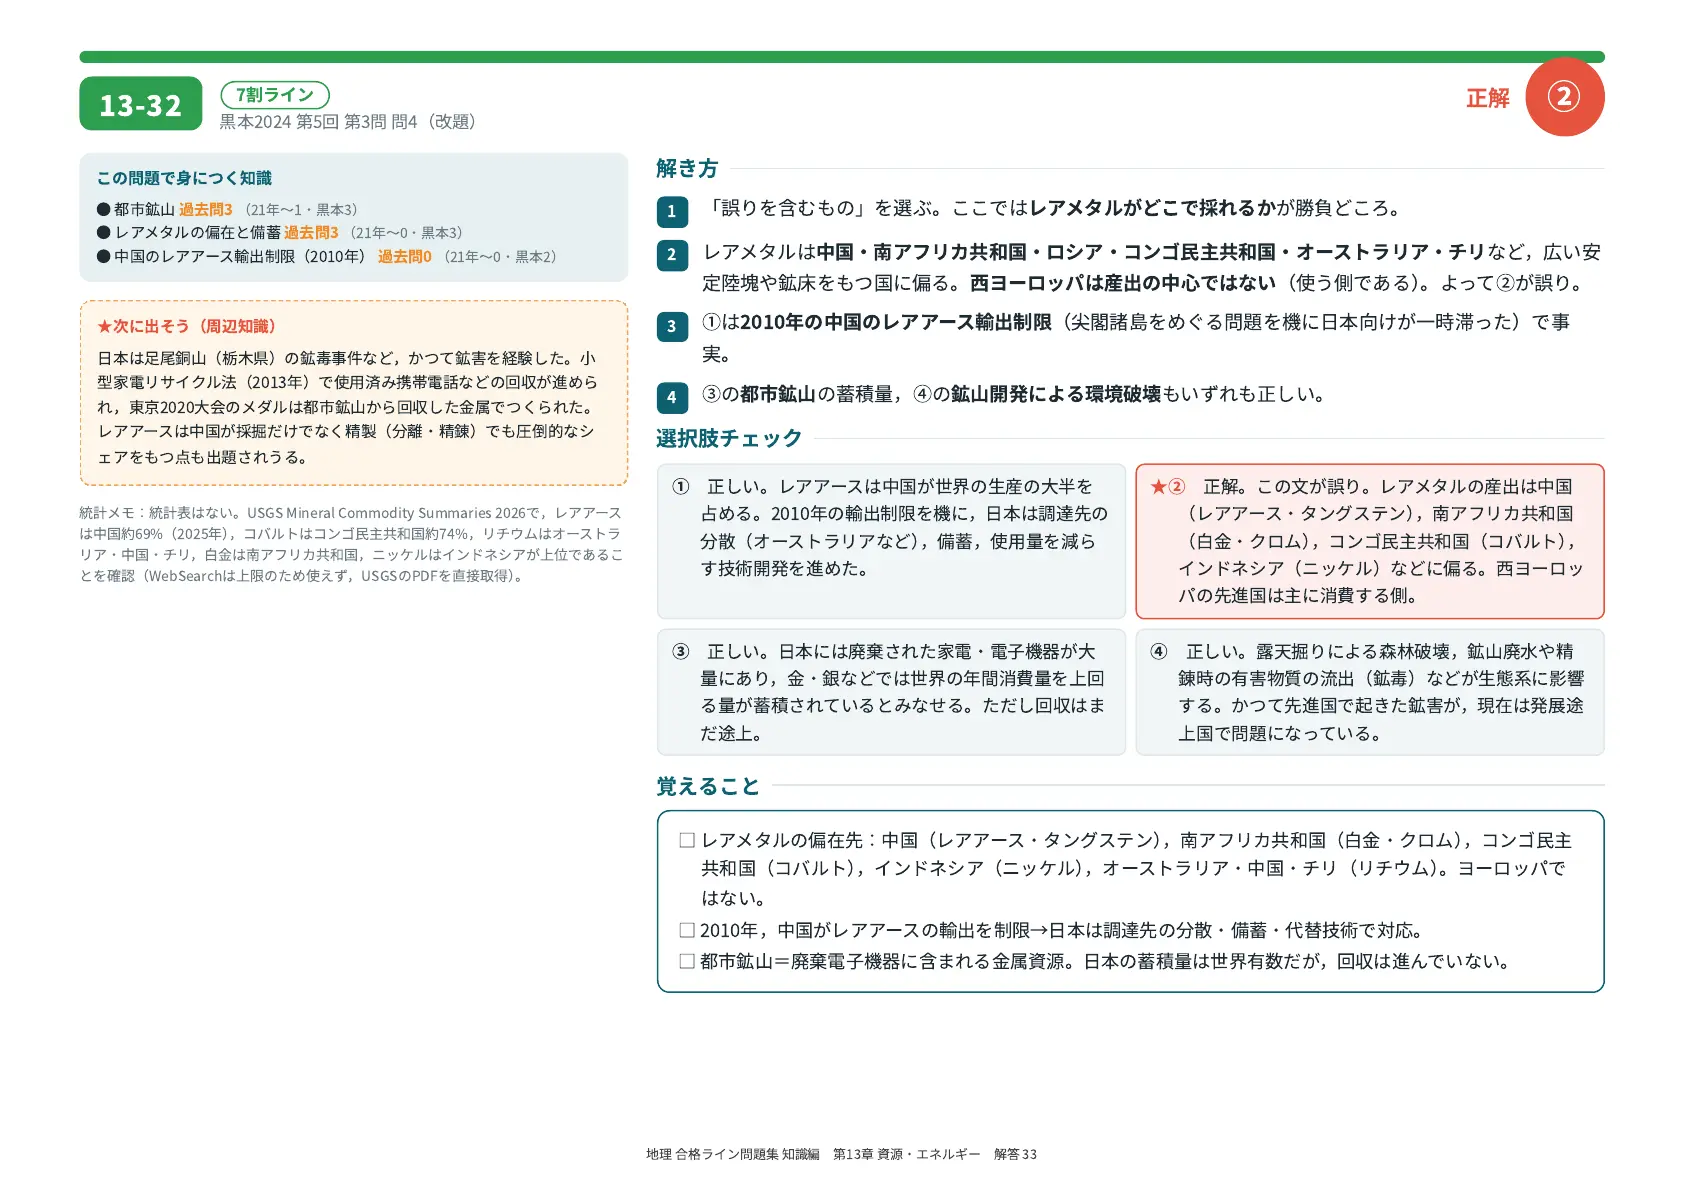 13-32
7割ライン
黒本2024 第5回 第3問 問4（改題）
正解 ②
この問題で身につく知識
● 都市鉱山 過去問3 （21年〜1・黒本3）
● レアメタルの偏在と備蓄 過去問3 （21年〜0・黒本3）
● 中国のレアアース輸出制限（2010年） 過去問0 （21年〜0・黒本2）
★次に出そう（周辺知識）
日本は足尾銅山（栃木県）の鉱毒事件など，かつて鉱害を経験した。小
型家電リサイクル法（2013年）で使用済み携帯電話などの回収が進めら
れ，東京2020大会のメダルは都市鉱山から回収した金属でつくられた。
レアアースは中国が採掘だけでなく精製（分離・精錬）でも圧倒的なシ
ェアをもつ点も出題されうる。
統計メモ：統計表はない。USGS Mineral Commodity Summaries 2026で，レアアース
は中国約69%（2025年），コバルトはコンゴ民主共和国約74%，リチウムはオーストラ
リア・中国・チリ，白金は南アフリカ共和国，ニッケルはインドネシアが上位であるこ
とを確認（WebSearchは上限のため使えず，USGSのPDFを直接取得）。
解き方
1 「誤りを含むもの」を選ぶ。ここではレアメタルがどこで採れるかが勝負どころ。
2 レアメタルは中国・南アフリカ共和国・ロシア・コンゴ民主共和国・オーストラリア・チリなど，広い安
定陸塊や鉱床をもつ国に偏る。西ヨーロッパは産出の中心ではない（使う側である）。よって②が誤り。
3 ①は2010年の中国のレアアース輸出制限（尖閣諸島をめぐる問題を機に日本向けが一時滞った）で事
実。
4 ③の都市鉱山の蓄積量，④の鉱山開発による環境破壊もいずれも正しい。
選択肢チェック
① 正しい。レアアースは中国が世界の生産の大半を
占める。2010年の輸出制限を機に，日本は調達先の
分散（オーストラリアなど），備蓄，使用量を減ら
す技術開発を進めた。
★② 正解。この文が誤り。レアメタルの産出は中国
（レアアース・タングステン），南アフリカ共和国
（白金・クロム），コンゴ民主共和国（コバルト），
インドネシア（ニッケル）などに偏る。西ヨーロッ
パの先進国は主に消費する側。
③ 正しい。日本には廃棄された家電・電子機器が大
量にあり，金・銀などでは世界の年間消費量を上回
る量が蓄積されているとみなせる。ただし回収はま
だ途上。
④ 正しい。露天掘りによる森林破壊，鉱山廃水や精
錬時の有害物質の流出（鉱毒）などが生態系に影響
する。かつて先進国で起きた鉱害が，現在は発展途
上国で問題になっている。
覚えること
□ レアメタルの偏在先：中国（レアアース・タングステン），南アフリカ共和国（白金・クロム），コンゴ民主
共和国（コバルト），インドネシア（ニッケル），オーストラリア・中国・チリ（リチウム）。ヨーロッパで
はない。
□ 2010年，中国がレアアースの輸出を制限→日本は調達先の分散・備蓄・代替技術で対応。
□ 都市鉱山＝廃棄電子機器に含まれる金属資源。日本の蓄積量は世界有数だが，回収は進んでいない。
地理 合格ライン問題集 知識編 第13章 資源・エネルギー 解答 33